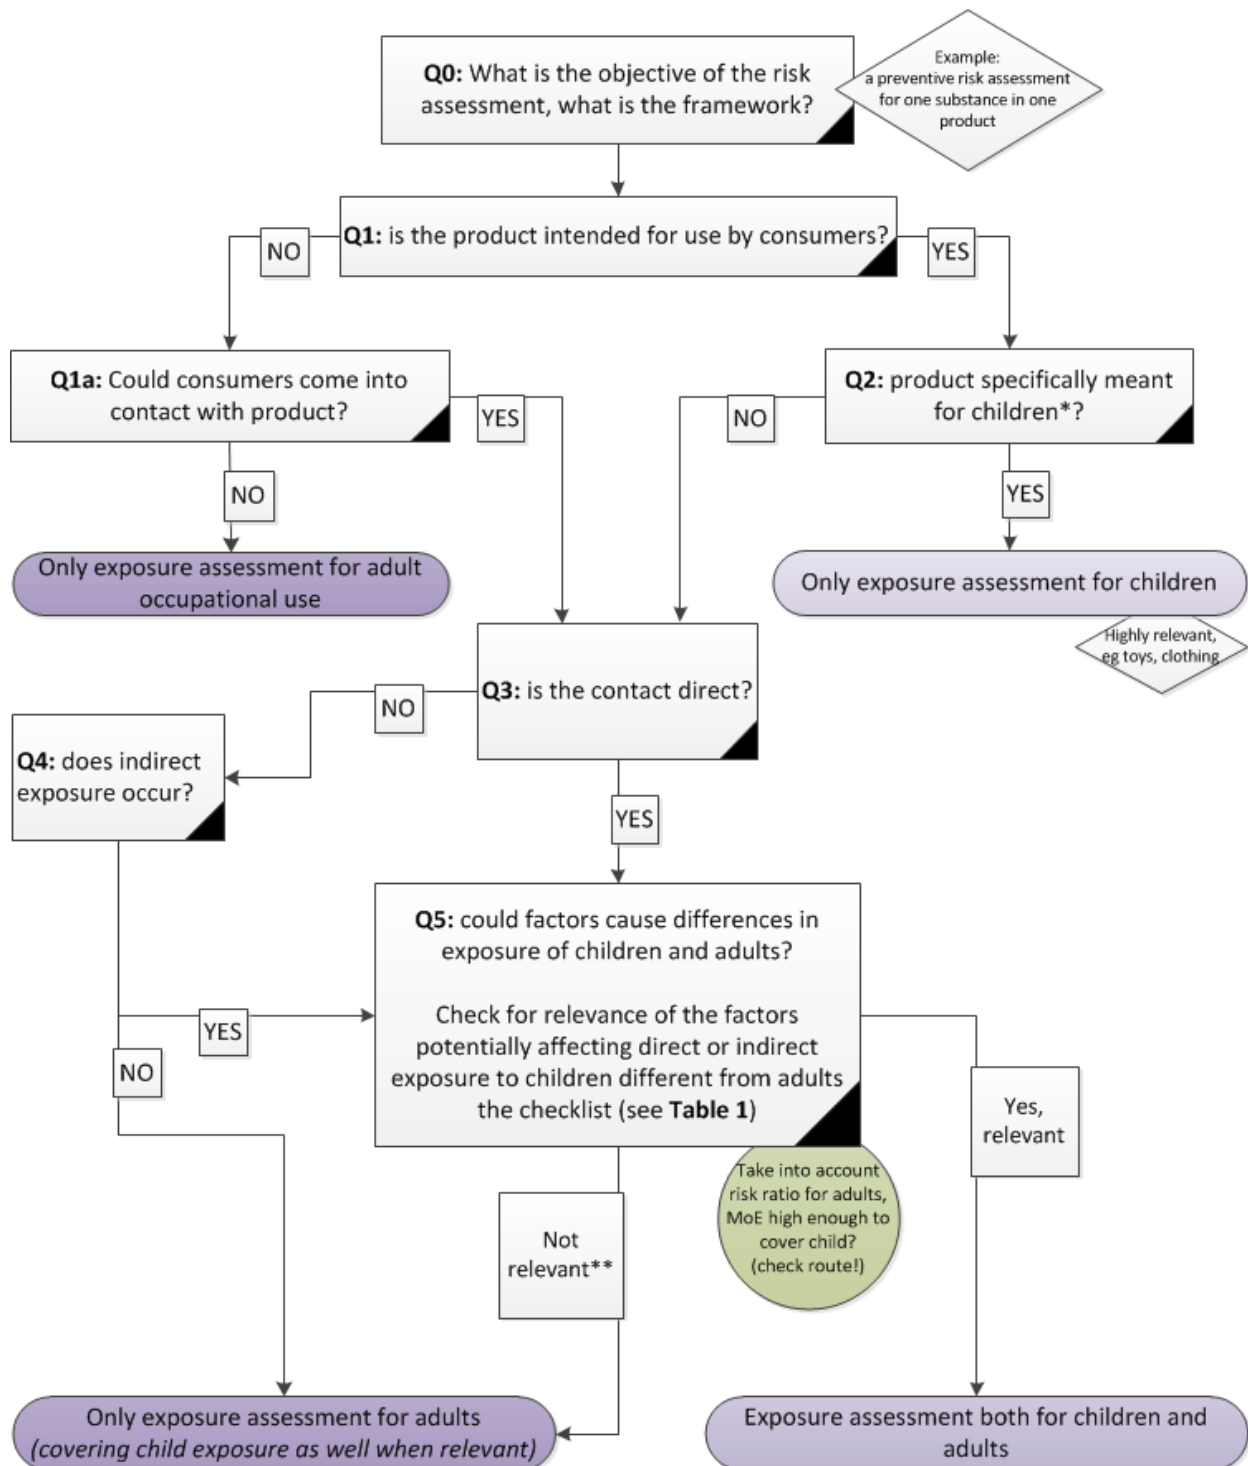 Q0: What is the objective of the risk
assessment, what is the framework?
Example:
a preventive risk assessment
for one substance in one
product
Q1: is the product intended for use by consumers?
NO
YES
Q1a: Could consumers come into
contact with product?
Q2: product specifically meant
for children*?
YES
NO
NO
YES
Only exposure assessment for adult
occupational use
Only exposure assessment for children
Highly relevant,
eg toys, clothing
Q3: is the contact direct?
NO
Q4: does indirect
exposure occur?
YES
Q5: could factors cause differences in
exposure of children and adults?
Check for relevance of the factors
potentially affecting direct or indirect
exposure to children different from adults
the checklist (see Table 1)
YES
NO
Yes,
relevant
Take into account
risk ratio for adults,
MoE high enough to
cover child?
(check route!)
Not
relevant**
Only exposure assessment for adults
(covering child exposure as well when relevant)
Exposure assessment both for children and
adults